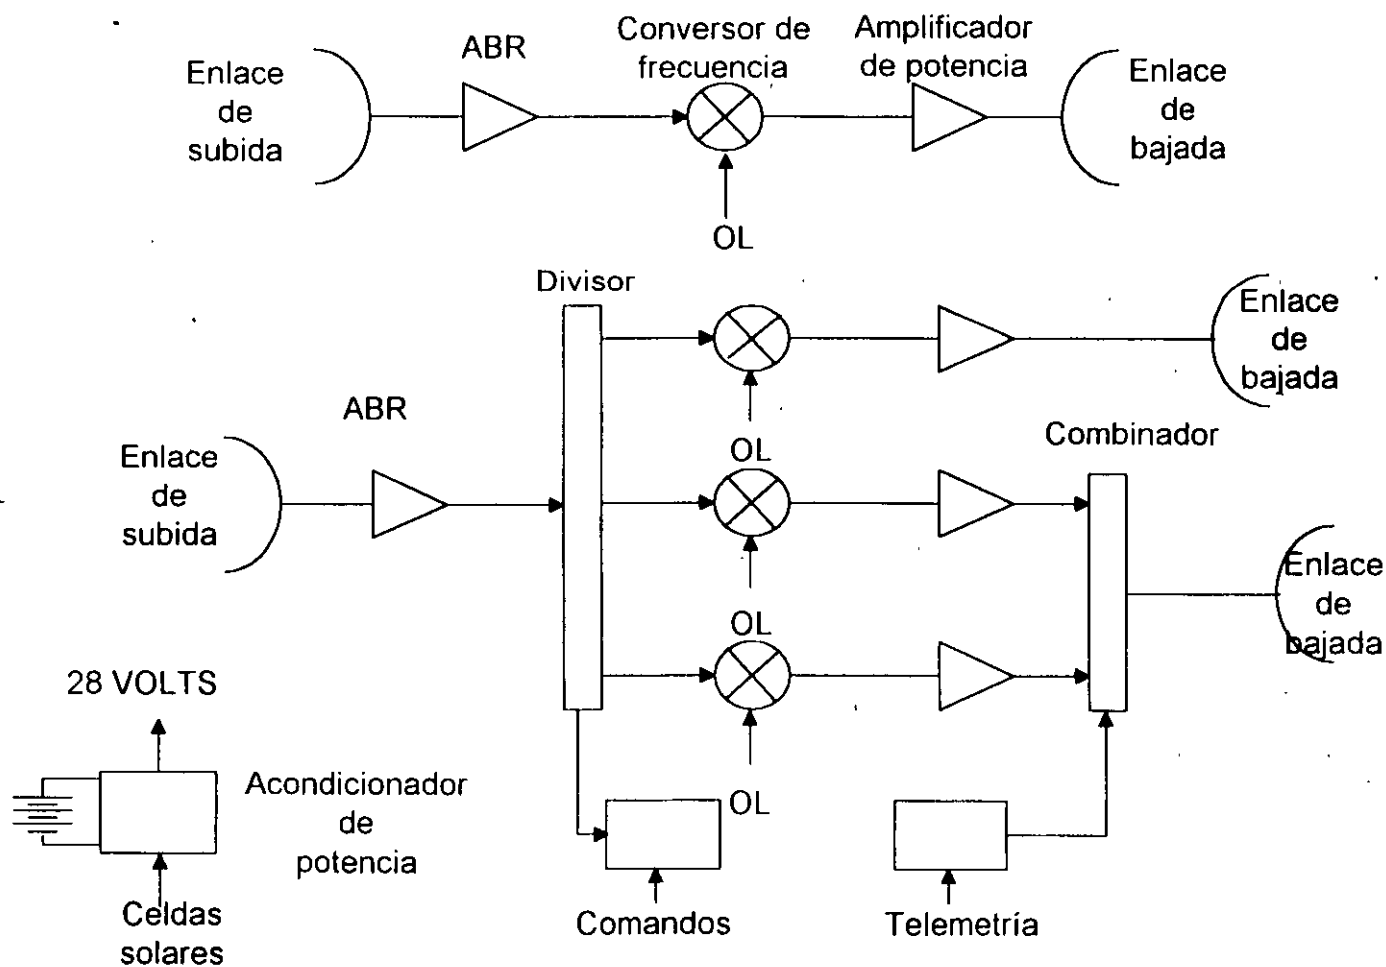 Enlace
de
subida
ABR
Conversor de
frecuencia
OL
Amplificador
de potencia
Enlace
de
bajada
Divisor
ABR
Enlace
de
subida
OL
OL
OL
Combinador
Enlace
de
bajada
Enlace
de
bajada
28 VOLTS
Acondicionador
de
potencia
Celdas
solares
Comandos
Telemetría